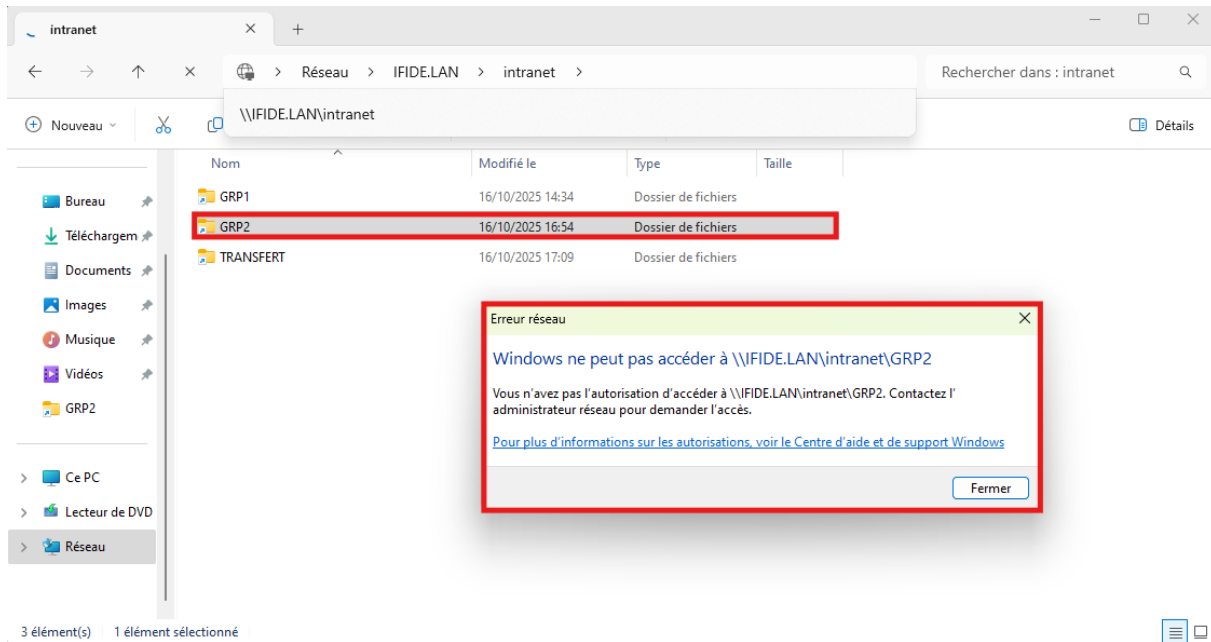 intranet
Réseau > IFIDE.LAN > intranet >
Rechercher dans : intranet
\\IFIDE.LAN\intranet
Nouveau
Détails
Nom Modifié le Type Taille
GRP1 16/10/2025 14:34 Dossier de fichiers
GRP2 16/10/2025 16:54 Dossier de fichiers
TRANSFERT 16/10/2025 17:09 Dossier de fichiers
Bureau
Téléchargem
Documents
Images
Musique
Vidéos
GRP2
Ce PC
Lecteur de DVD
Réseau
Erreur réseau
Windows ne peut pas accéder à \\IFIDE.LAN\intranet\GRP2
Vous n'avez pas l'autorisation d'accéder à \\IFIDE.LAN\intranet\GRP2. Contactez l'
administrateur réseau pour demander l'accès.
Pour plus d'informations sur les autorisations, voir le Centre d'aide et de support Windows
Fermer
3 élément(s) 1 élément sélectionné